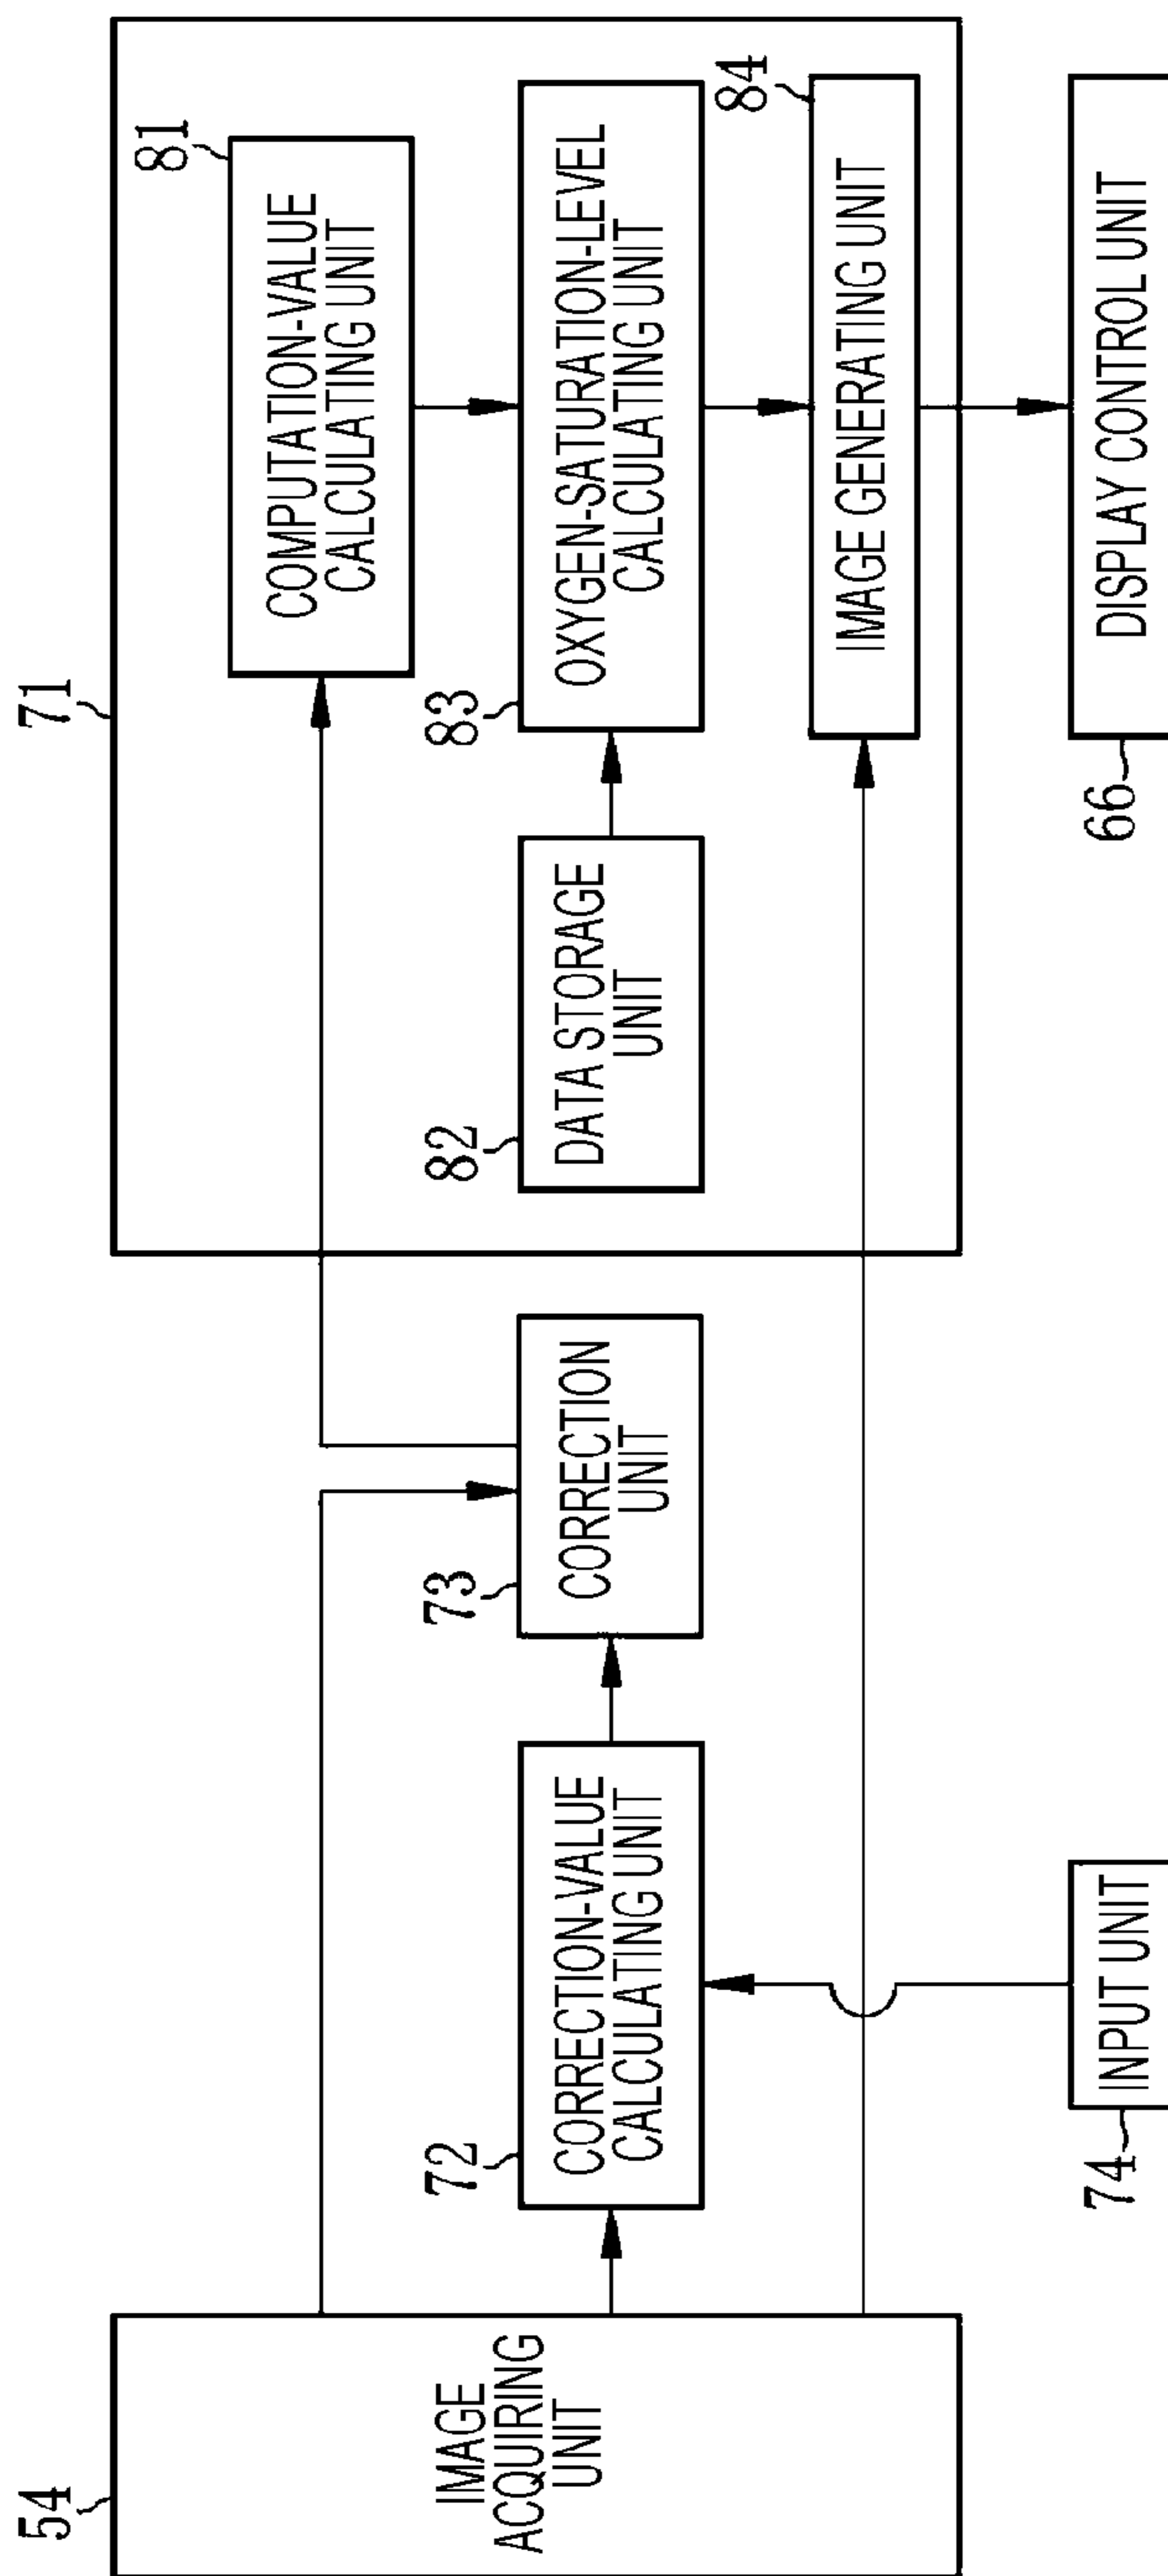 54
IMAGE
ACQUIRING
UNIT
72
CORRECTION-VALUE
CALCULATING UNIT
74
INPUT UNIT
73
CORRECTION
UNIT
71
81
COMPUTATION-VALUE
CALCULATING UNIT
82
DATA STORAGE
UNIT
83
OXYGEN-SATURATION-LEVEL
CALCULATING UNIT
84
IMAGE GENERATING UNIT
66
DISPLAY CONTROL UNIT